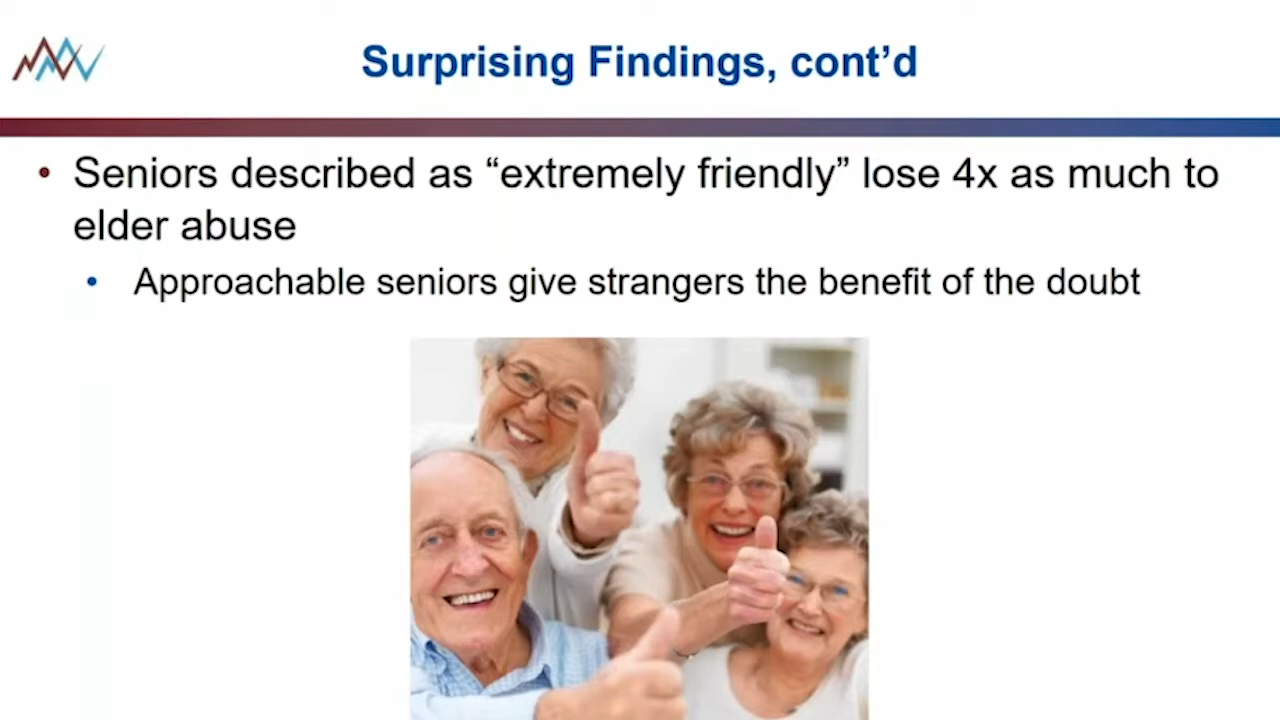 Surprising Findings, cont’d
• Seniors described as “extremely friendly” lose 4x as much to
elder abuse
• Approachable seniors give strangers the benefit of the doubt